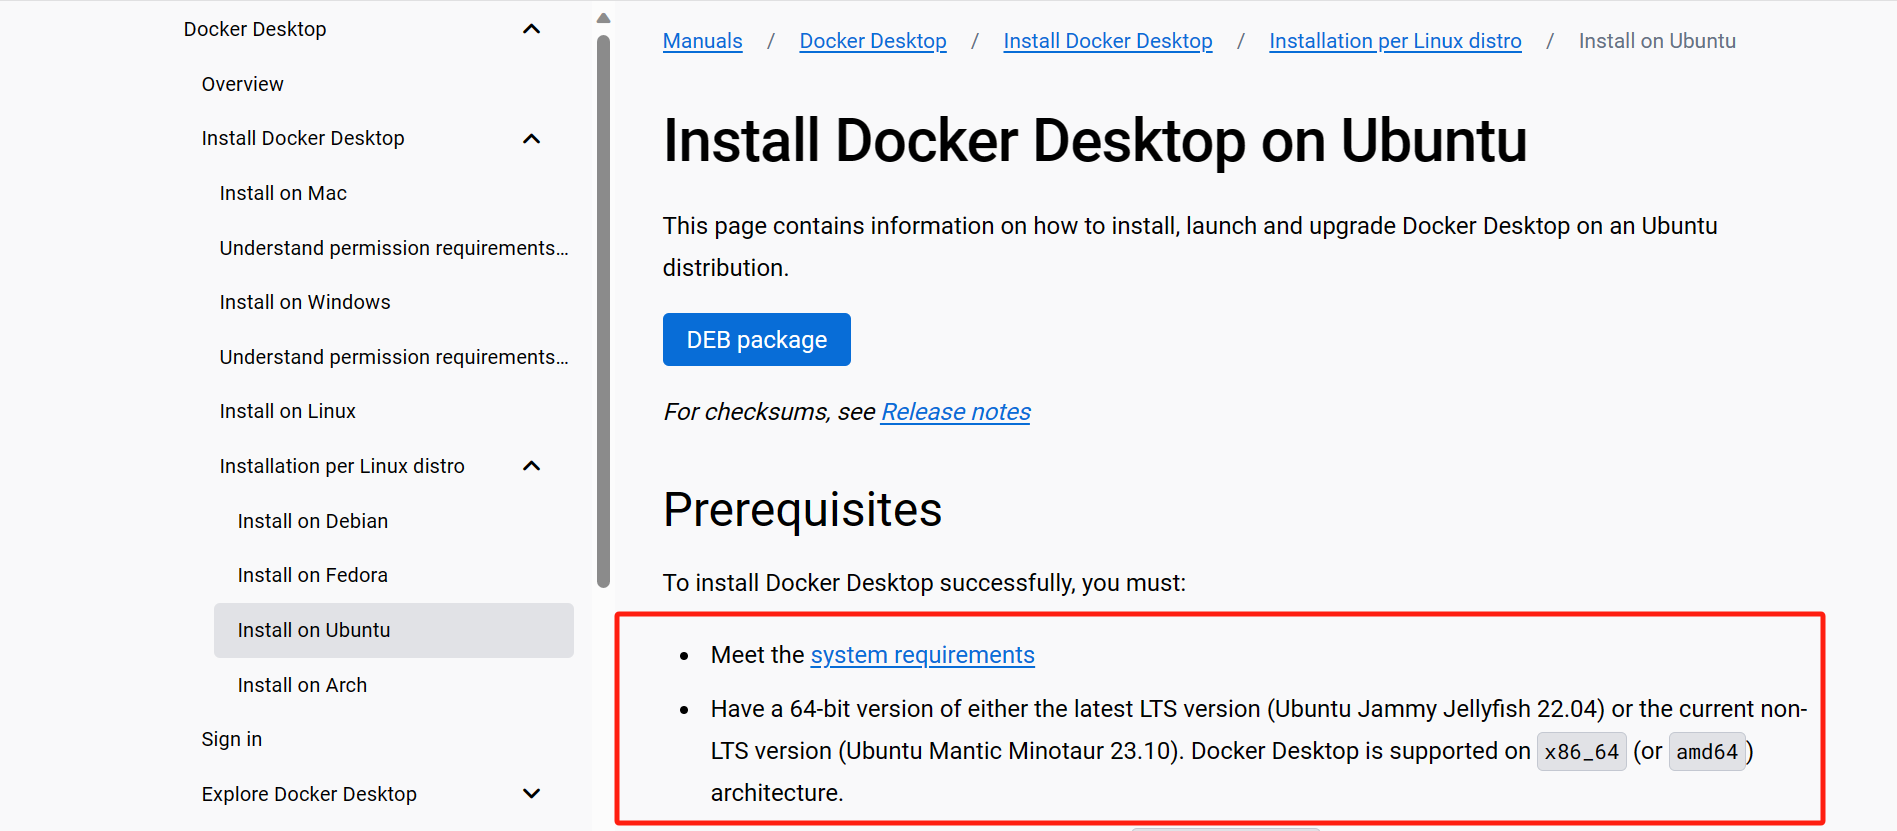 Docker Desktop
Overview
Install Docker Desktop
Install on Mac
Understand permission requirements...
Install on Windows
Understand permission requirements...
Install on Linux
Installation per Linux distro
Install on Debian
Install on Fedora
Install on Ubuntu
Install on Arch
Sign in
Explore Docker Desktop
Manuals / Docker Desktop / Install Docker Desktop / Installation per Linux distro / Install on Ubuntu
Install Docker Desktop on Ubuntu
This page contains information on how to install, launch and upgrade Docker Desktop on an Ubuntu
distribution.
DEB package
For checksums, see Release notes
Prerequisites
To install Docker Desktop successfully, you must:
• Meet the system requirements
• Have a 64-bit version of either the latest LTS version (Ubuntu Jammy Jellyfish 22.04) or the current non-
LTS version (Ubuntu Mantic Minotaur 23.10). Docker Desktop is supported on x86_64 (or amd64)
architecture.